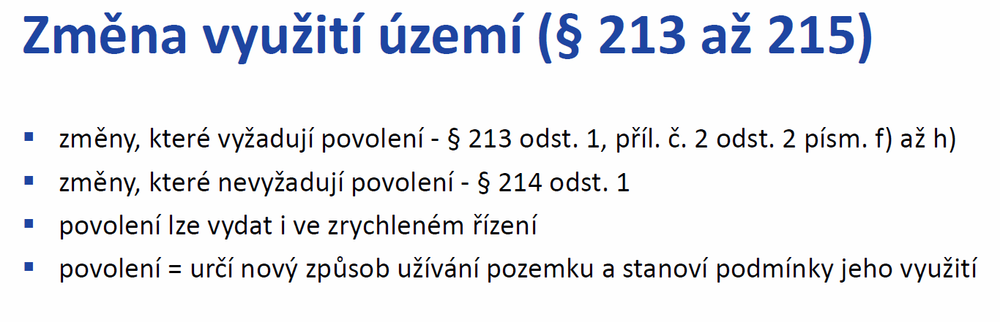 Změna využití území (§ 213 až 215)
▪ změny, které vyžadují povolení - § 213 odst. 1, příl. č. 2 odst. 2 písm. f) až h)
▪ změny, které nevyžadují povolení - § 214 odst. 1
▪ povolení lze vydat i ve zrychleném řízení
▪ povolení = určí nový způsob užívání pozemku a stanoví podmínky jeho využití